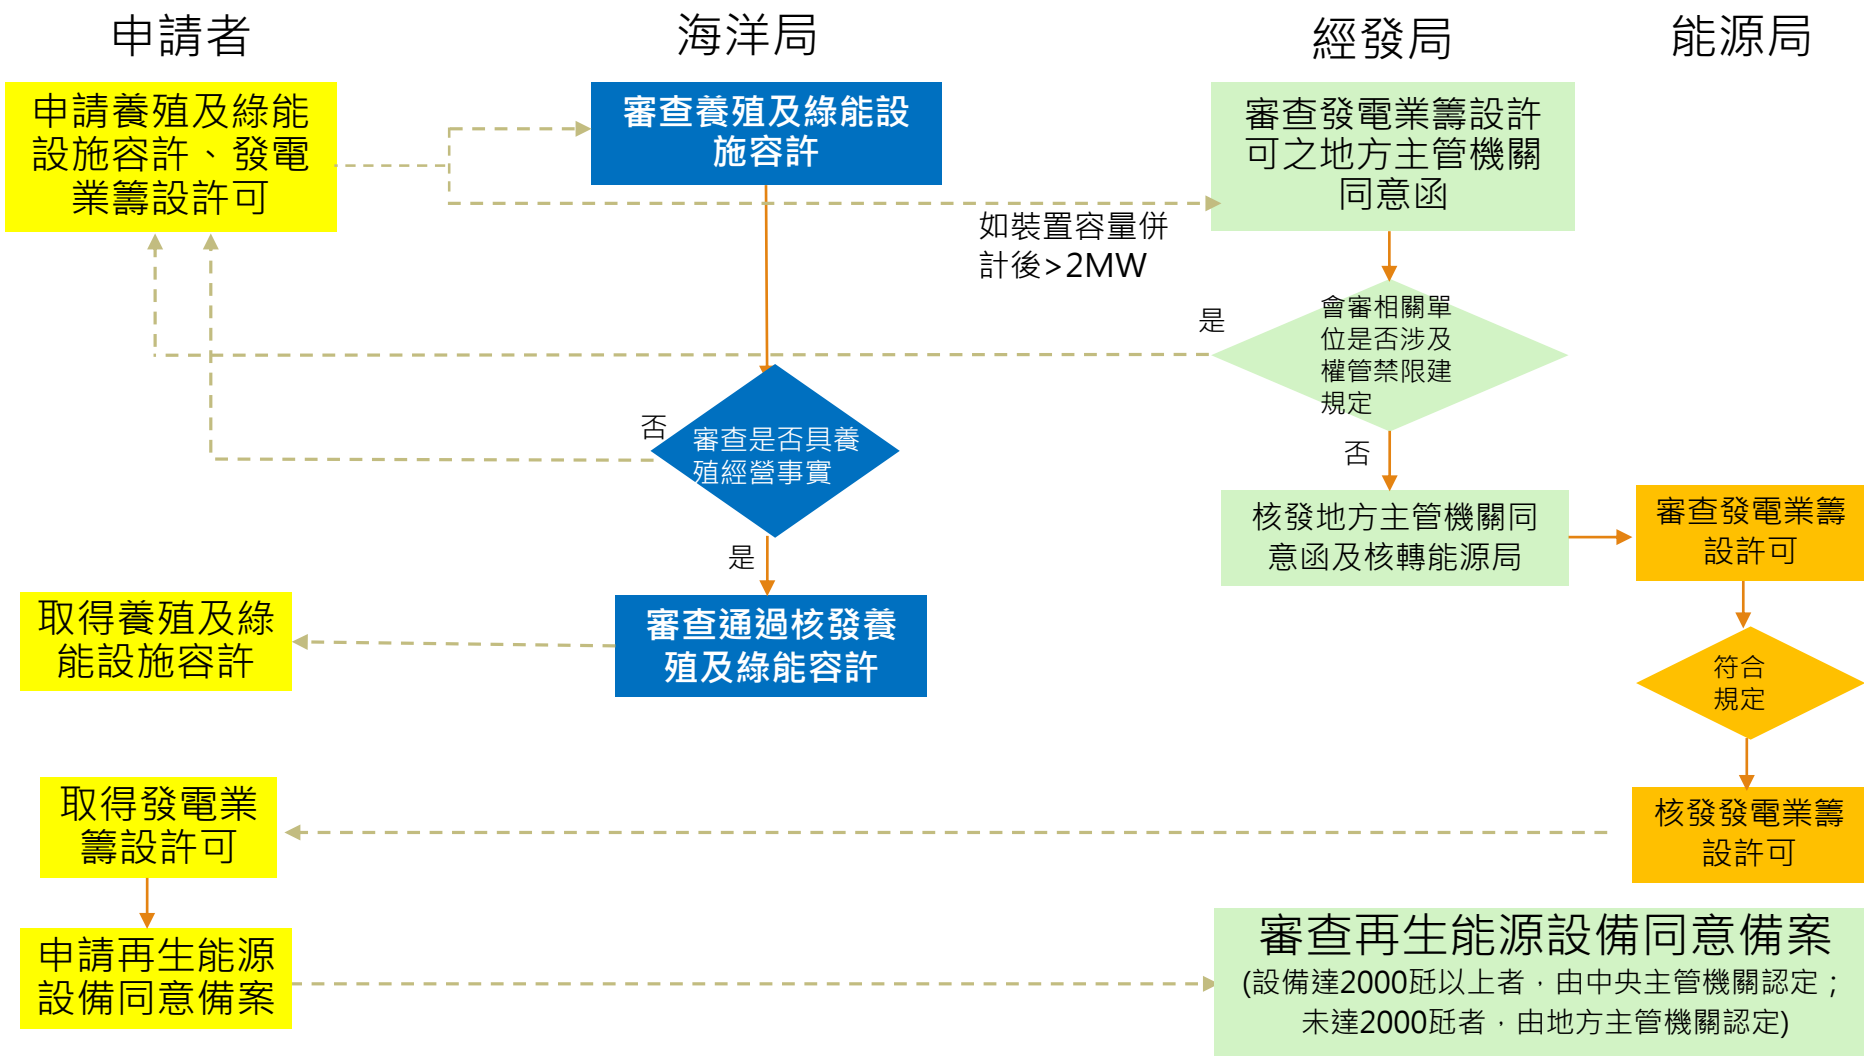 申請者
海洋局
經發局
能源局
申請養殖及綠能
設施容許、發電
業籌設許可
審查養殖及綠能設
施容許
審查發電業籌設許
可之地方主管機關
同意函
如裝置容量併
計後>2MW
是
會審相關單
位是否涉及
權管禁限建
規定
否
審查是否具養
殖經營事實
否
是
核發地方主管機關同
意函及核轉能源局
審查發電業籌
設許可
取得養殖及綠
能設施容許
審查通過核發養
殖及綠能容許
符合
規定
取得發電業
籌設許可
核發發電業籌
設許可
申請再生能源
設備同意備案
審查再生能源設備同意備案
(設備達2000瓩以上者，由中央主管機關認定；
未達2000瓩者，由地方主管機關認定)